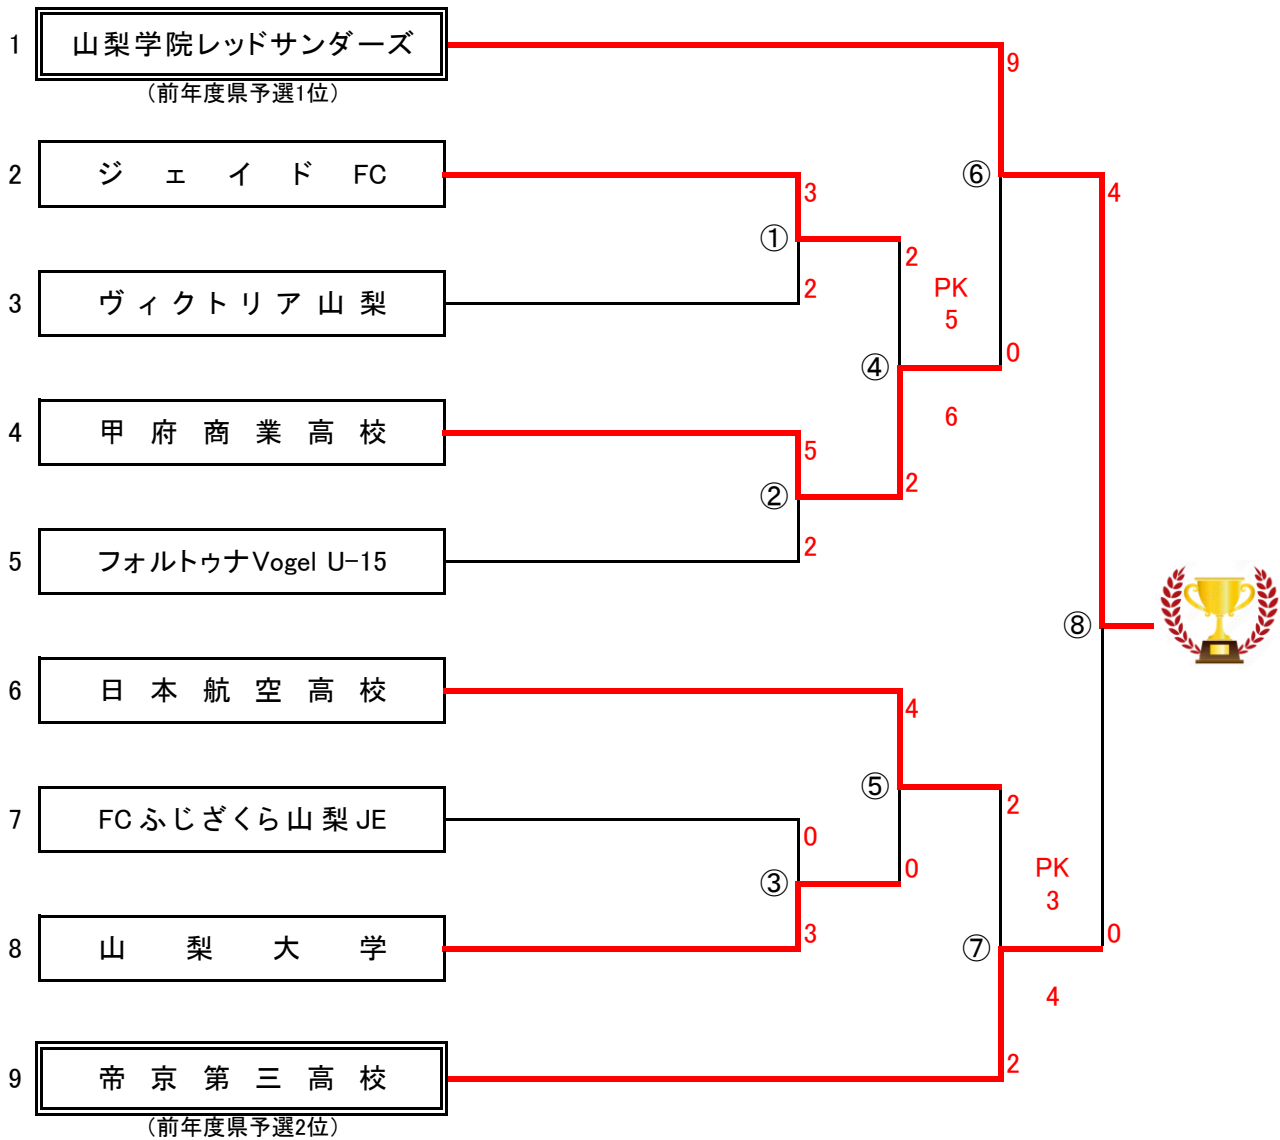 1 山梨学院レッドサンダーズ
（前年度県予選1位）
9
2 ジェイド FC
3
⑥
4
①
2
3 ヴィクトリア山梨
2
PK
5
0
④
4 甲府商業高校
5
6
②
2
5 フォルトゥナVogel U-15
2
⑧
6 日本航空高校
4
⑤
2
7 FCふじざくら山梨JE
0
③
0
PK
3
8 山梨大学
3
⑦
0
4
9 帝京第三高校
2
（前年度県予選2位）